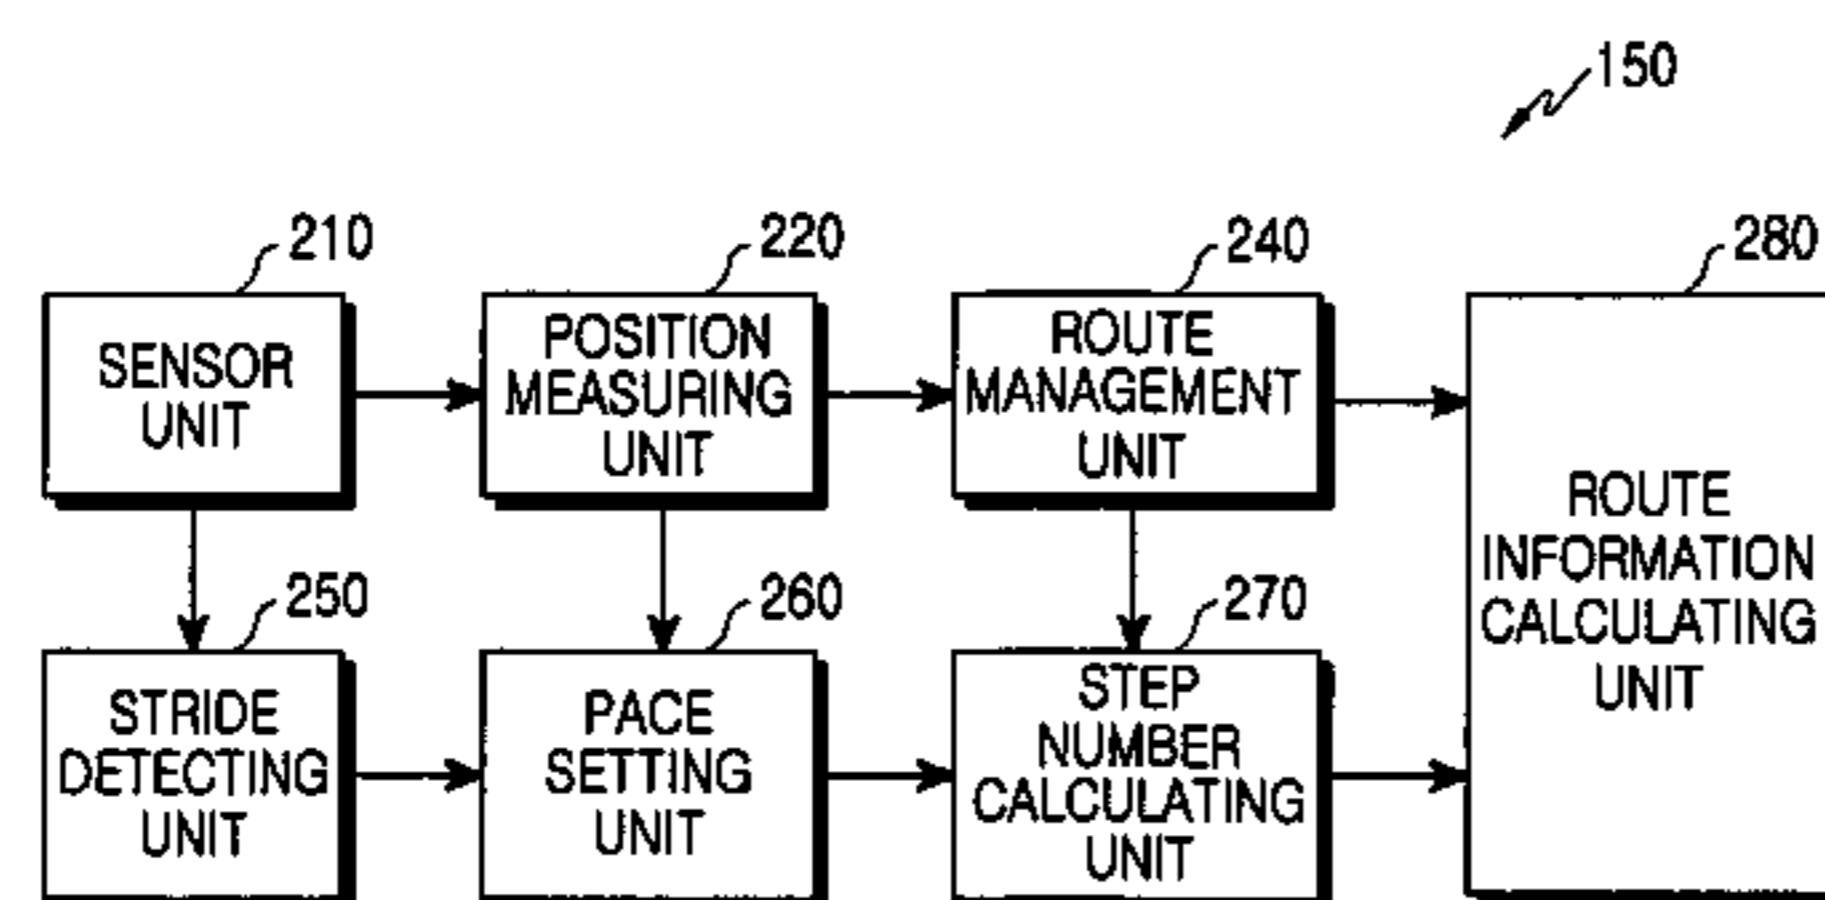 150
210
220
240
280
SENSOR
UNIT
POSITION
MEASURING
UNIT
ROUTE
MANAGEMENT
UNIT
ROUTE
INFORMATION
CALCULATING
UNIT
250
260
270
STRIDE
DETECTING
UNIT
PACE
SETTING
UNIT
STEP
NUMBER
CALCULATING
UNIT